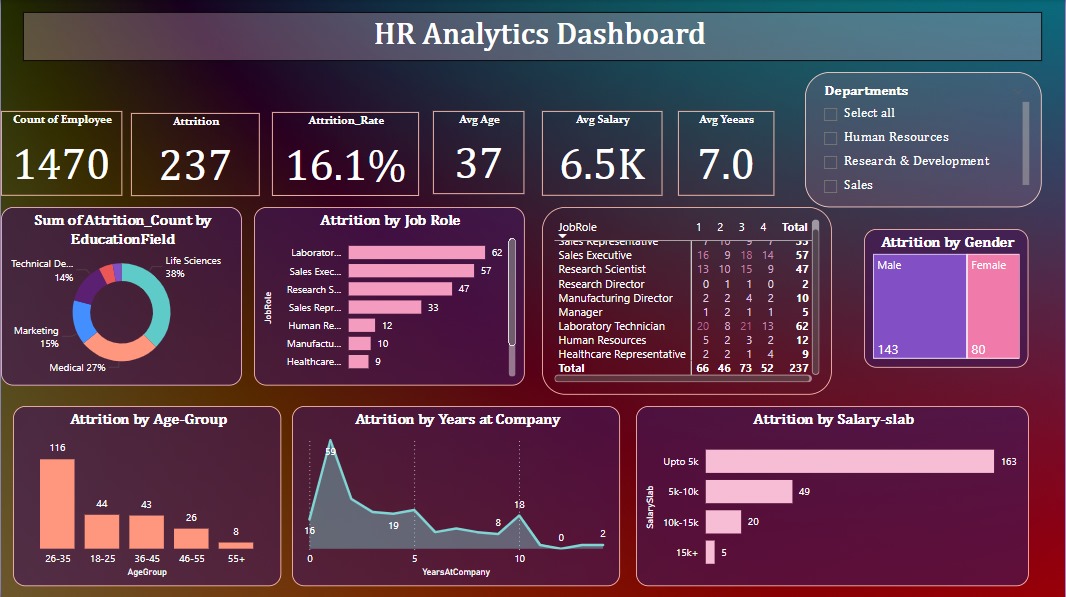 HR Analytics Dashboard
Count of Employee
1470
Attrition
237
Attrition_Rate
16.1%
Avg Age
37
Avg Salary
6.5K
Avg Yeears
7.0
Departments
Select all
Human Resources
Research & Development
Sales
Sum of Attrition_Count by
EducationField
Life Sciences
38%
Technical De...
14%
Marketing
15%
Medical 27%
Attrition by Job Role
JobRole
Laborator... 62
Sales Exec... 57
Research S... 47
Sales Repr... 33
Human Re... 12
Manufactu... 10
Healthcare... 9
JobRole 1 2 3 4 Total
Sales Representative 7 10 9 7 33
Sales Executive 16 9 18 14 57
Research Scientist 13 10 15 9 47
Research Director 0 1 1 0 2
Manufacturing Director 2 2 4 2 10
Manager 1 2 1 1 5
Laboratory Technician 20 8 21 13 62
Human Resources 5 2 3 2 12
Healthcare Representative 2 2 1 4 9
Total 66 46 73 52 237
Attrition by Gender
Male
143
Female
80
Attrition by Age-Group
116
44
43
26
8
26-35 18-25 36-45 46-55 55+
AgeGroup
Attrition by Years at Company
59
16
19
8
18
0
2
0 5 10
YearsAtCompany
Attrition by Salary-slab
SalarySlab
Upto 5k 163
5k-10k 49
10k-15k 20
15k+ 5